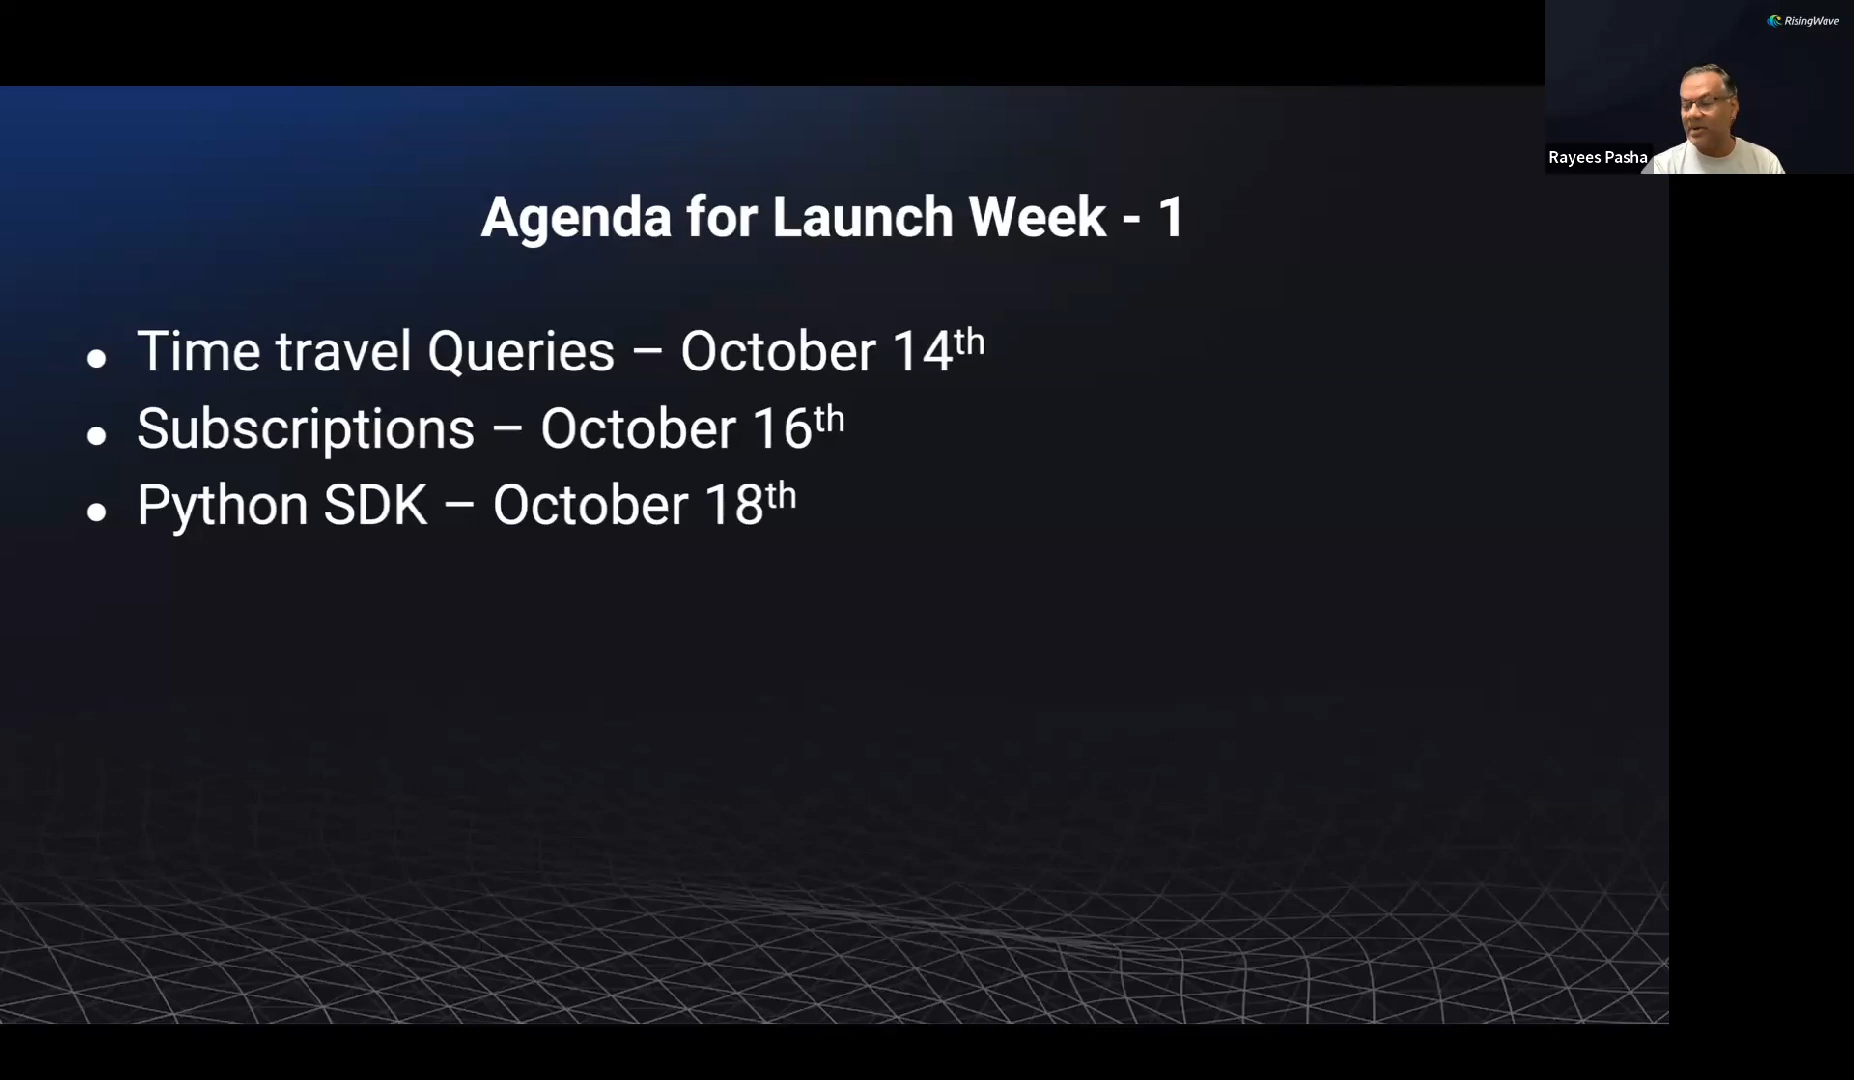 RisingWave
Rayees Pasha
Agenda for Launch Week - 1
• Time travel Queries – October 14th
• Subscriptions – October 16th
• Python SDK – October 18th